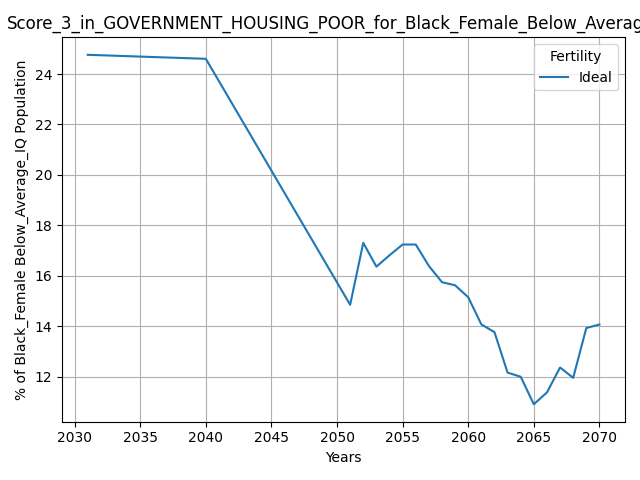 Score_3_in_GOVERNMENT_HOUSING_POOR_for_Black_Female_Below_Averag
Fertility
Ideal
% of Black_Female Below_Average_IQ Population
24
22
20
18
16
14
12
2030 2035 2040 2045 2050 2055 2060 2065 2070
Years